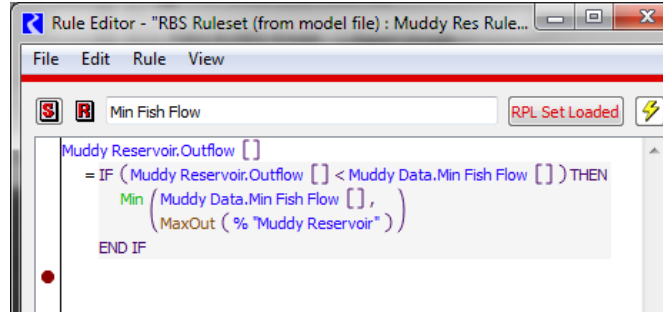 Rule Editor - "RBS Ruleset (from model file) : Muddy Res Rule...
File Edit Rule View
S R Min Fish Flow RPL Set Loaded
Muddy Reservoir.Outflow []
= IF ( Muddy Reservoir.Outflow [] < Muddy Data.Min Fish Flow [] ) THEN
Min ( Muddy Data.Min Fish Flow [] ,
MaxOut ( % "Muddy Reservoir" ) )
END IF